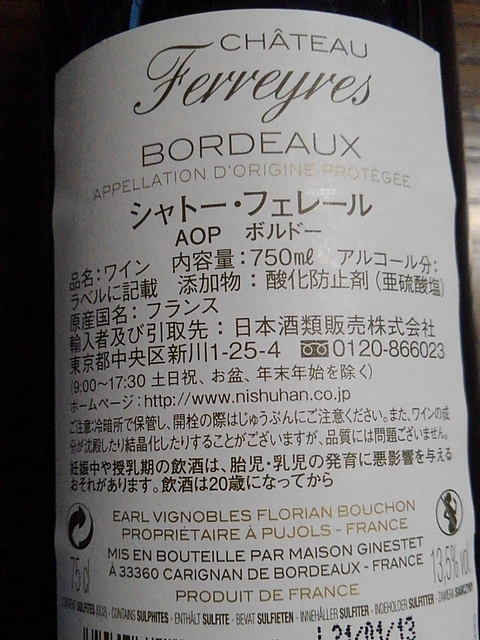 CHÂTEAU
Ferreyres
BORDEAUX
APPELLATION D'ORIGINE PROTÉGÉE
シャトー・フェレール
AOP ボルドー
品名：ワイン 内容量：750㎖ アルコール分：
ラベルに記載 添加物：酸化防止剤（亜硫酸塩）
原産国名：フランス
輸入者及び引取先：日本酒類販売株式会社
東京都中央区新川1-25-4 0120-866023
(9:00~17:30 土日祝、お盆、年末年始を除く)
ホームページ：http://www.nishuhan.co.jp
ご注意：冷暗所で保管し、開栓の際はじゅうぶんにご注意ください。また、ワインの成
分が沈殿したり結晶化したりすることがございますが、品質には問題ございません。
妊娠中や授乳期の飲酒は、胎児・乳児の発育に悪影響を与える
おそれがあります。飲酒は20歳になってから
EARL VIGNOBLES FLORIAN BOUCHON
PROPRIÉTAIRE À PUJOLS - FRANCE
MIS EN BOUTEILLE PAR MAISON GINESTET
À 33360 CARIGNAN DE BORDEAUX - FRANCE
75 cl
13,5% vol
PRODUIT DE FRANCE
SULFITES (SO2) - CONTAINS SULPHITES - ENTHÄLT SULFITE - BEVAT SULFIETEN - INNEHÅLLER SULFITER - INDEHOLDER SULFITTER - ZAWIERA SIARCZYNY
21/01/13